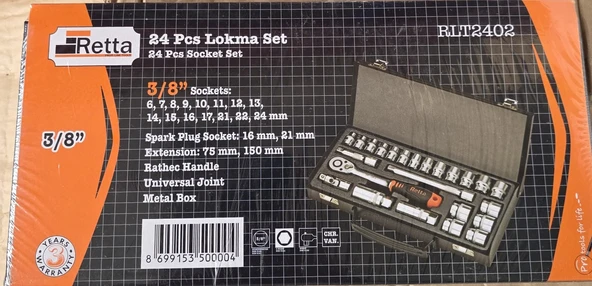 Retta
24 Pcs Lokma Set
24 Pcs Socket Set
RLT2402
3/8” Sockets:
6, 7, 8, 9, 10, 11, 12, 13,
14, 15, 16, 17, 21, 22, 24 mm
3/8”
Spark Plug Socket: 16 mm, 21 mm
Extension: 75 mm, 150 mm
Rathec Handle
Universal Joint
Metal Box
Retta
CHR.
VAN.
8 699153 500004
3 YEARS WARRANTY
Pro tools for life